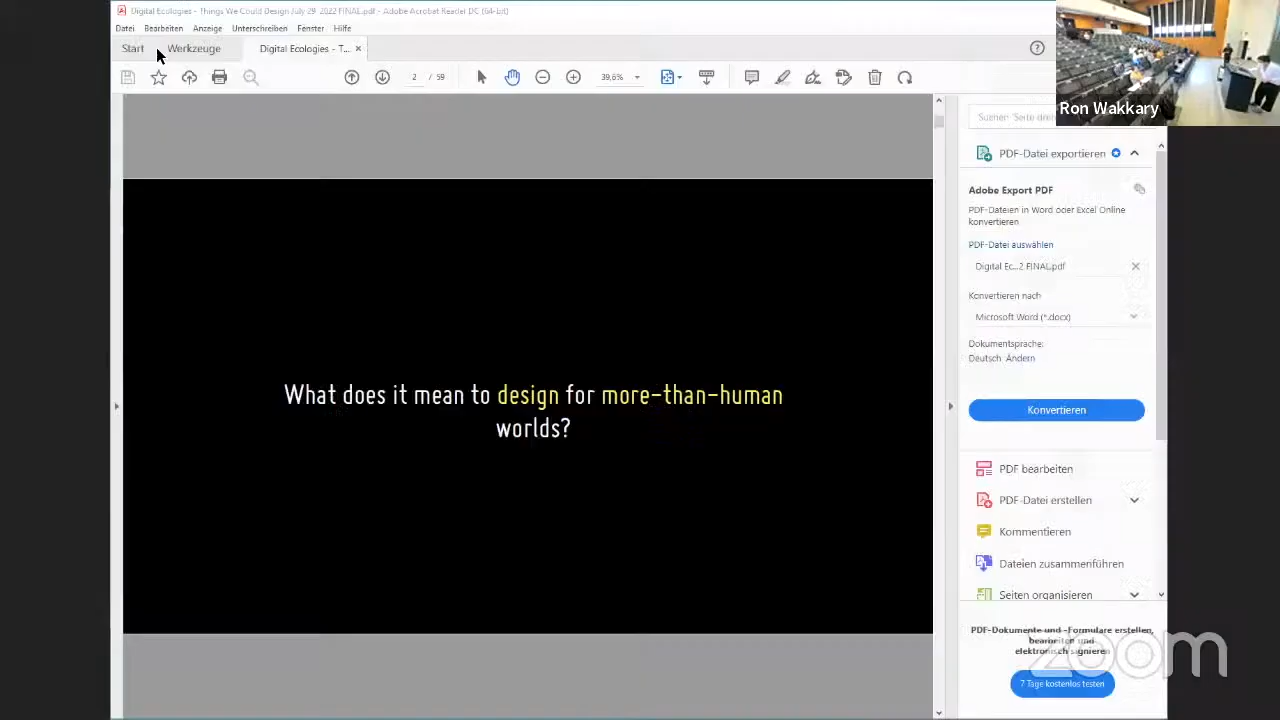 Digital Ecologies - Things We Could Design July 29 2022 FINAL.pdf - Adobe Acrobat Reader DC (64-bit)
Datei Bearbeiten Anzeige Unterschreiben Fenster Hilfe
Start Werkzeuge Digital Ecologies - T... ×
2 / 59 39,6%
Ron Wakkary
Suchen: Seite dreh
PDF-Datei exportieren
Adobe Export PDF
PDF-Dateien in Word oder Excel Online
konvertieren
PDF-Datei auswählen
Digital Ec...2 FINAL.pdf
Konvertieren nach
Microsoft Word (*.docx)
Dokumentsprache:
Deutsch Ändern
Konvertieren
What does it mean to design for more-than-human
worlds?
PDF bearbeiten
PDF-Datei erstellen
Kommentieren
Dateien zusammenführen
Seiten organisieren
PDF-Dokumente und -Formulare erstellen,
bearbeiten und
elektronisch signieren
7 Tage kostenlos testen
zoom